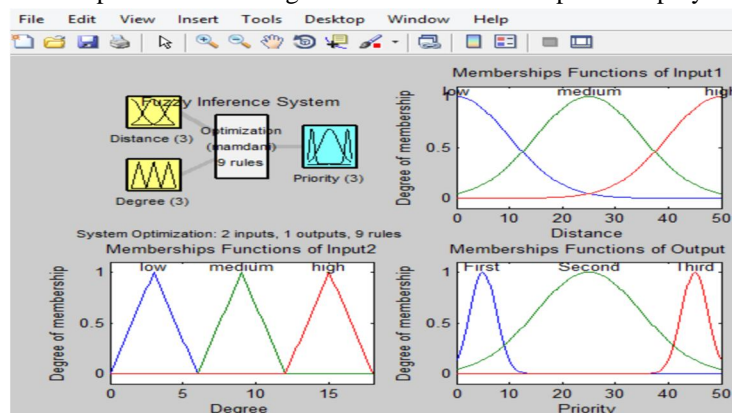 File Edit View Insert Tools Desktop Window Help
Fuzzy Inference System
Distance (3)
Degree (3)
Optimization
(mamdani)
9 rules
Priority (3)
System Optimization: 2 inputs, 1 outputs, 9 rules
Memberships Functions of Input1
low medium high
Degree of membership
1
0.5
0
0 10 20 30 40 50
Distance
Memberships Functions of Input2
low medium high
Degree of membership
1
0.5
0
0 5 10 15
Degree
Memberships Functions of Output
First Second Third
Degree of membership
1
0.5
0
0 10 20 30 40 50
Priority